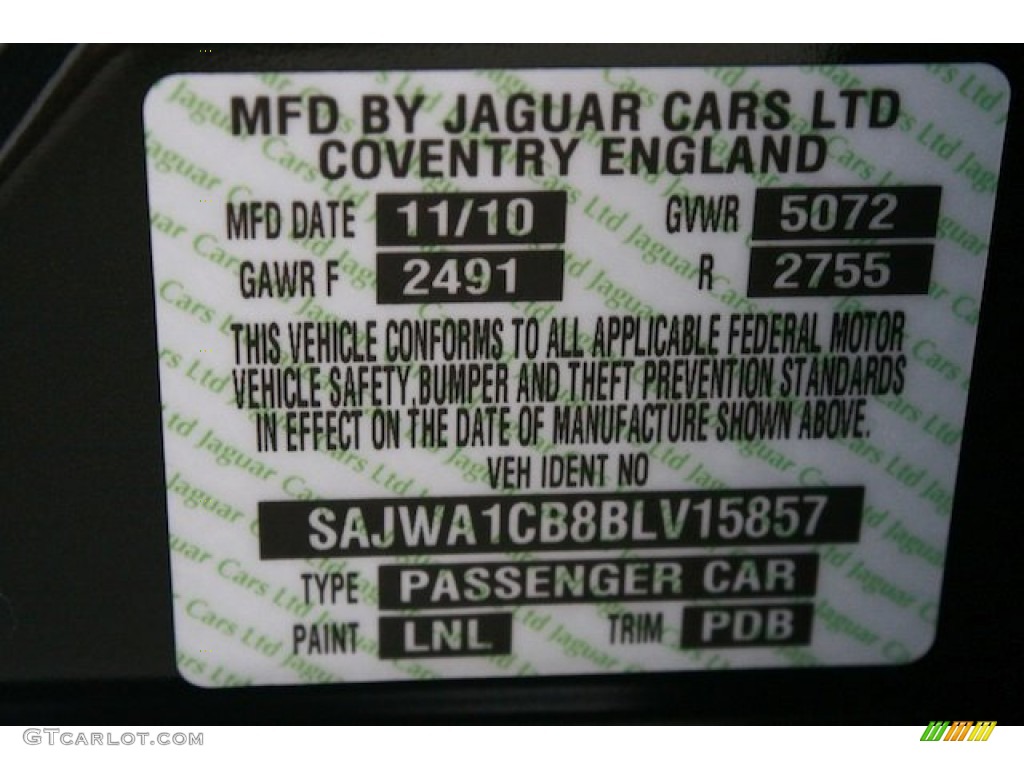 MFD BY JAGUAR CARS LTD
COVENTRY ENGLAND
MFD DATE 11/10 GVWR 5072
GAWR F 2491 R 2755
THIS VEHICLE CONFORMS TO ALL APPLICABLE FEDERAL MOTOR
VEHICLE SAFETY, BUMPER AND THEFT PREVENTION STANDARDS
IN EFFECT ON THE DATE OF MANUFACTURE SHOWN ABOVE.
VEH IDENT NO
SAJWA1CB8BLV15857
TYPE PASSENGER CAR
PAINT LNL TRIM PDB
GTCARLOT.COM